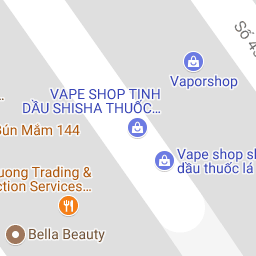 Số 4
Vaporshop
VAPE SHOP TINH
DẦU SHISHA THUỐC...
Bún Mắm 144
Vape shop
dầu thuốc lá
uong Trading &
ction Services...
Bella Beauty